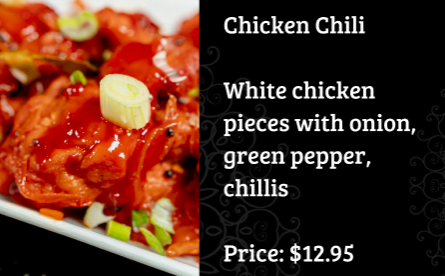 Chicken Chili
White chicken
pieces with onion,
green pepper,
chillis
Price: $12.95